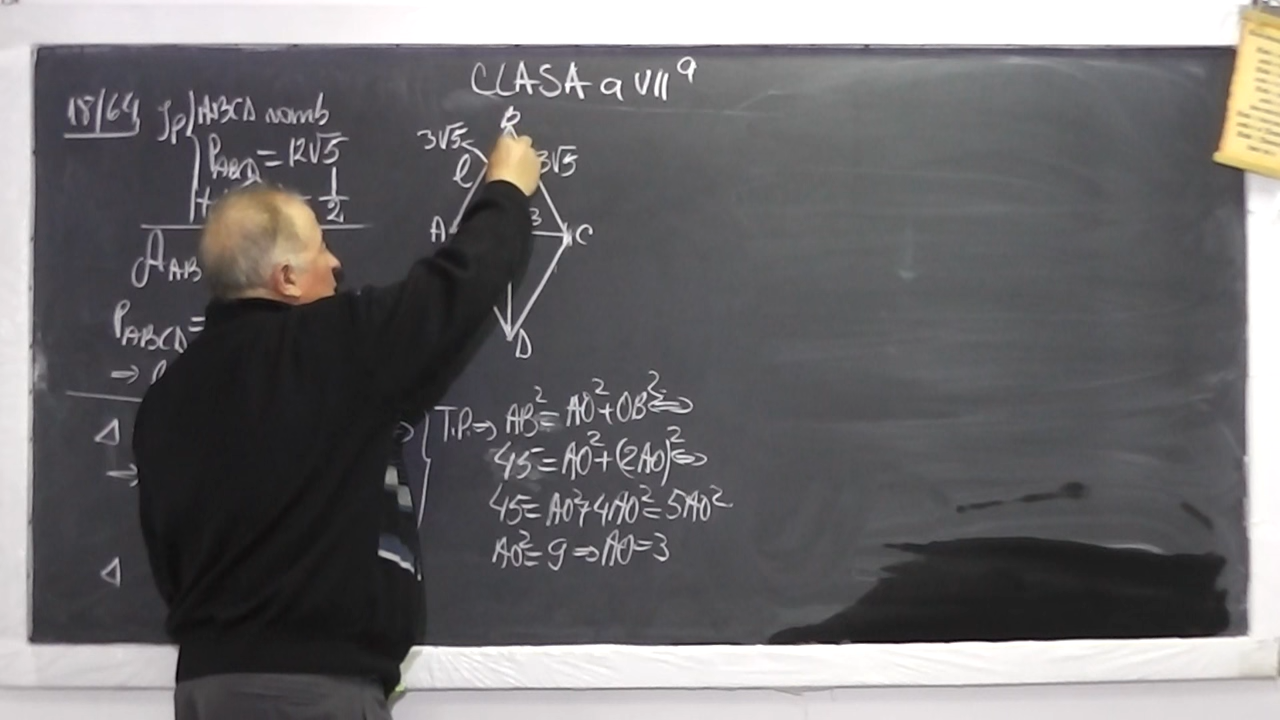 CLASA a VII a
18/64 Ip ABCD romb
P_ABCD = 12√5
1/2
A_AB
P_ABCD =
⇒
Δ
⇒
Δ
B
3√5 3√5
l
A 3 C
D
T.P. ⇒ AB² = AO² + OB² ⇔
45 = AO² + (2AO)² ⇔
45 = AO² + 4AO² = 5AO²
AO² = 9 ⇒ AO = 3